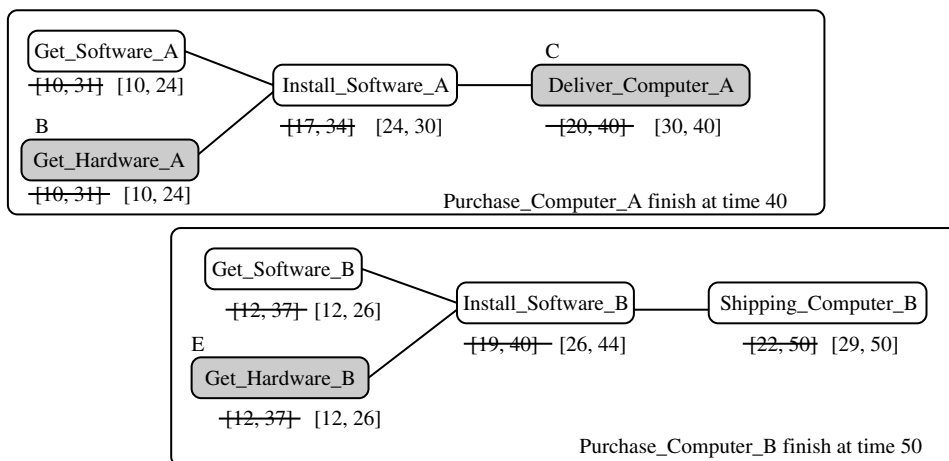 Get_Software_A
[10, 31] [10, 24]
B
Get_Hardware_A
[10, 31] [10, 24]
Install_Software_A
[17, 34] [24, 30]
C
Deliver_Computer_A
[20, 40] [30, 40]
Purchase_Computer_A finish at time 40
Get_Software_B
[12, 37] [12, 26]
E
Get_Hardware_B
[12, 37] [12, 26]
Install_Software_B
[19, 40] [26, 44]
Shipping_Computer_B
[22, 50] [29, 50]
Purchase_Computer_B finish at time 50